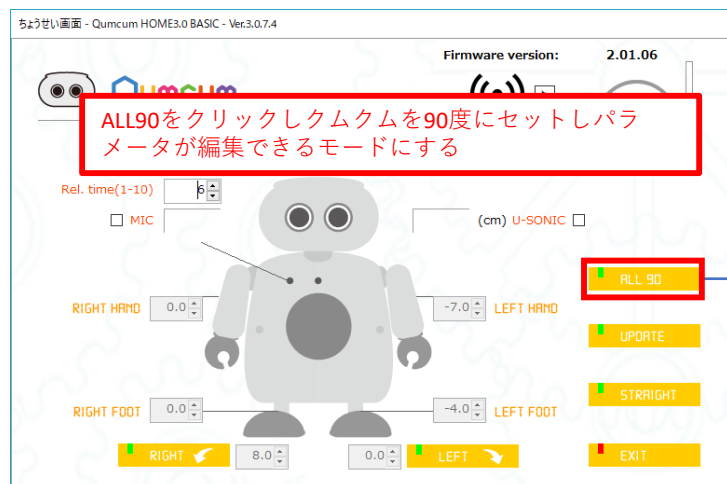 ちょうせい画面 - Qumcum HOME3.0 BASIC - Ver.3.0.7.4
Firmware version: 2.01.06
ALL90をクリックしクムクムを90度にセットしパラ
メータが編集できるモードにする
Rel. time(1-10) 6
MIC
(cm) U-SONIC
ALL 90
RIGHT HAND 0.0
-7.0 LEFT HAND
UPDATE
STRAIGHT
RIGHT FOOT 0.0
-4.0 LEFT FOOT
RIGHT 8.0
0.0 LEFT
EXIT